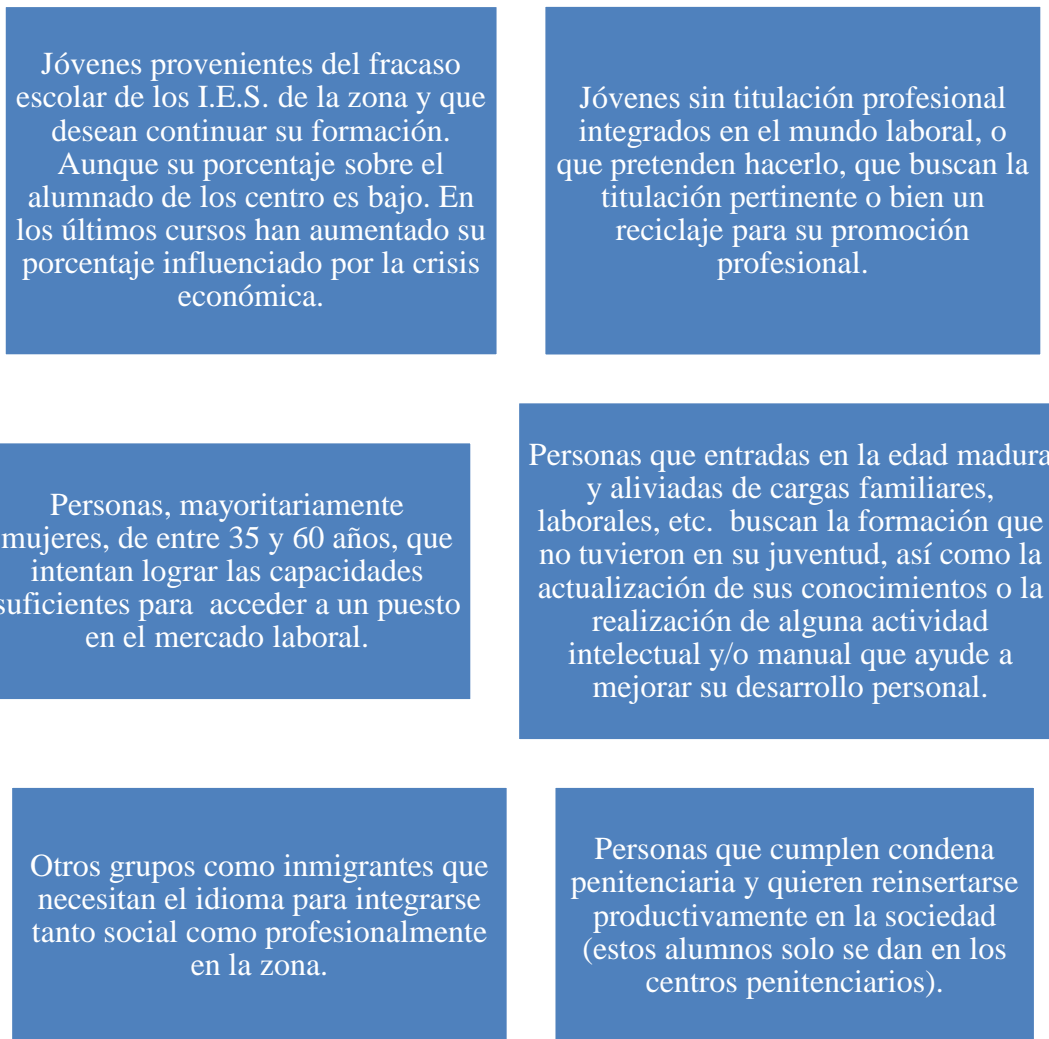 Jóvenes provenientes del fracaso
escolar de los I.E.S. de la zona y que
desean continuar su formación.
Aunque su porcentaje sobre el
alumnado de los centro es bajo. En
los últimos cursos han aumentado su
porcentaje influenciado por la crisis
económica.
Jóvenes sin titulación profesional
integrados en el mundo laboral, o
que pretenden hacerlo, que buscan la
titulación pertinente o bien un
reciclaje para su promoción
profesional.
Personas, mayoritariamente
mujeres, de entre 35 y 60 años, que
intentan lograr las capacidades
suficientes para acceder a un puesto
en el mercado laboral.
Personas que entradas en la edad madura
y aliviadas de cargas familiares,
laborales, etc. buscan la formación que
no tuvieron en su juventud, así como la
actualización de sus conocimientos o la
realización de alguna actividad
intelectual y/o manual que ayude a
mejorar su desarrollo personal.
Otros grupos como inmigrantes que
necesitan el idioma para integrarse
tanto social como profesionalmente
en la zona.
Personas que cumplen condena
penitenciaria y quieren reinsertarse
productivamente en la sociedad
(estos alumnos solo se dan en los
centros penitenciarios).